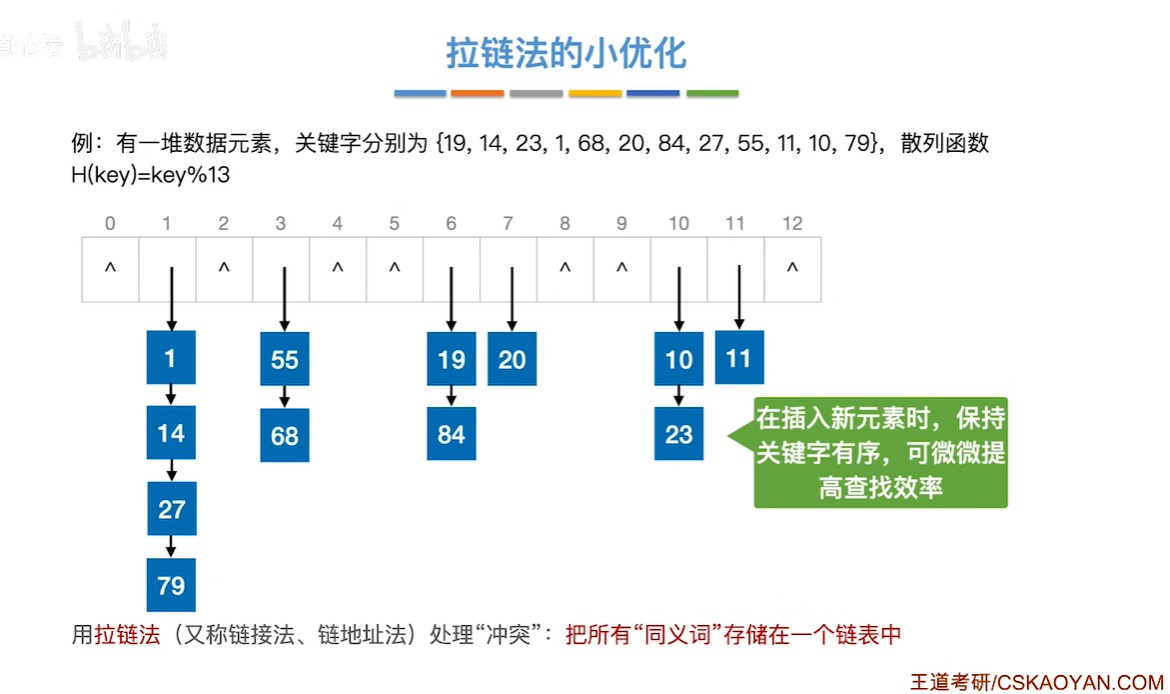 拉链法的小优化
例：有一堆数据元素，关键字分别为 {19, 14, 23, 1, 68, 20, 84, 27, 55, 11, 10, 79}，散列函数
H(key)=key%13
0 1 2 3 4 5 6 7 8 9 10 11 12
^ ^ ^ ^ ^ ^ ^
1 55 19 20 10 11
14 68 84 23
在插入新元素时，保持
关键字有序，可微微提
高查找效率
27
79
用拉链法（又称链接法、链地址法）处理“冲突”：把所有“同义词”存储在一个链表中
王道考研/CSKAOYAN.COM